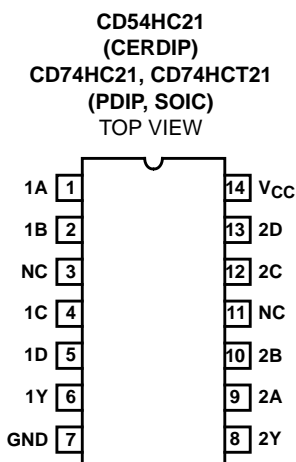 CD54HC21
(CERDIP)
CD74HC21, CD74HCT21
(PDIP, SOIC)
TOP VIEW
1A 1 14 VCC
1B 2 13 2D
NC 3 12 2C
1C 4 11 NC
1D 5 10 2B
1Y 6 9 2A
GND 7 8 2Y